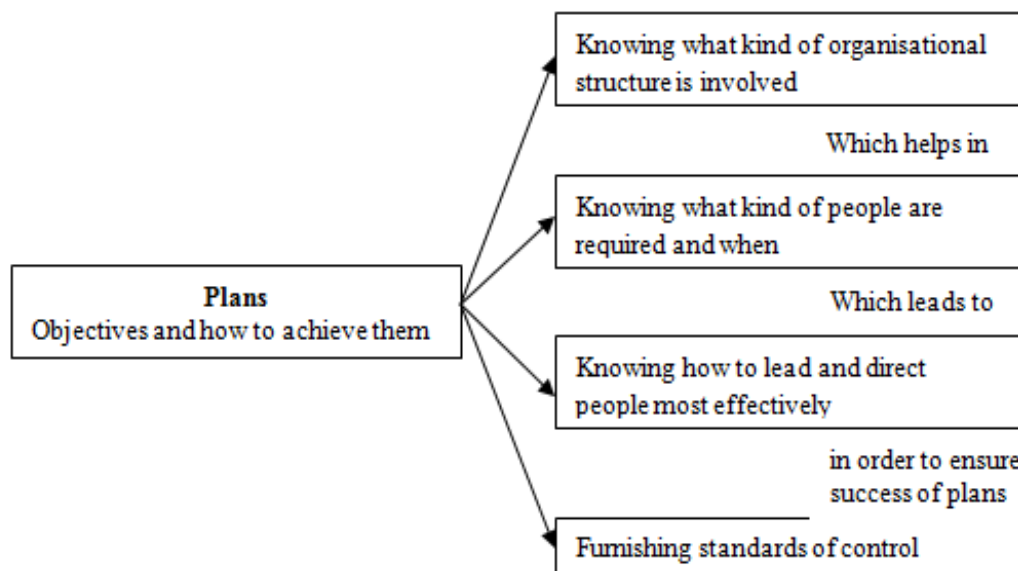 Knowing what kind of organisational
structure is involved
Which helps in
Knowing what kind of people are
required and when
Plans
Objectives and how to achieve them
Which leads to
Knowing how to lead and direct
people most effectively
in order to ensure
success of plans
Furnishing standards of control